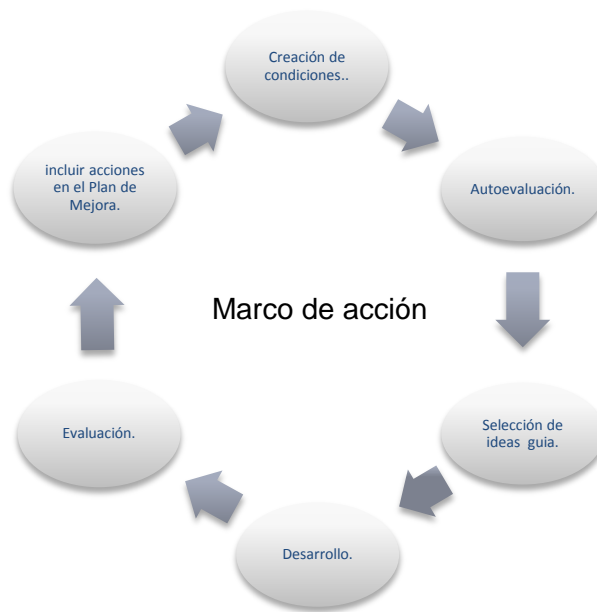 Creación de
condiciones..
Autoevaluación.
Selección de
ideas  guia.
Desarrollo.
Evaluación.
incluir acciones
en el Plan de
Mejora.
Marco de acción